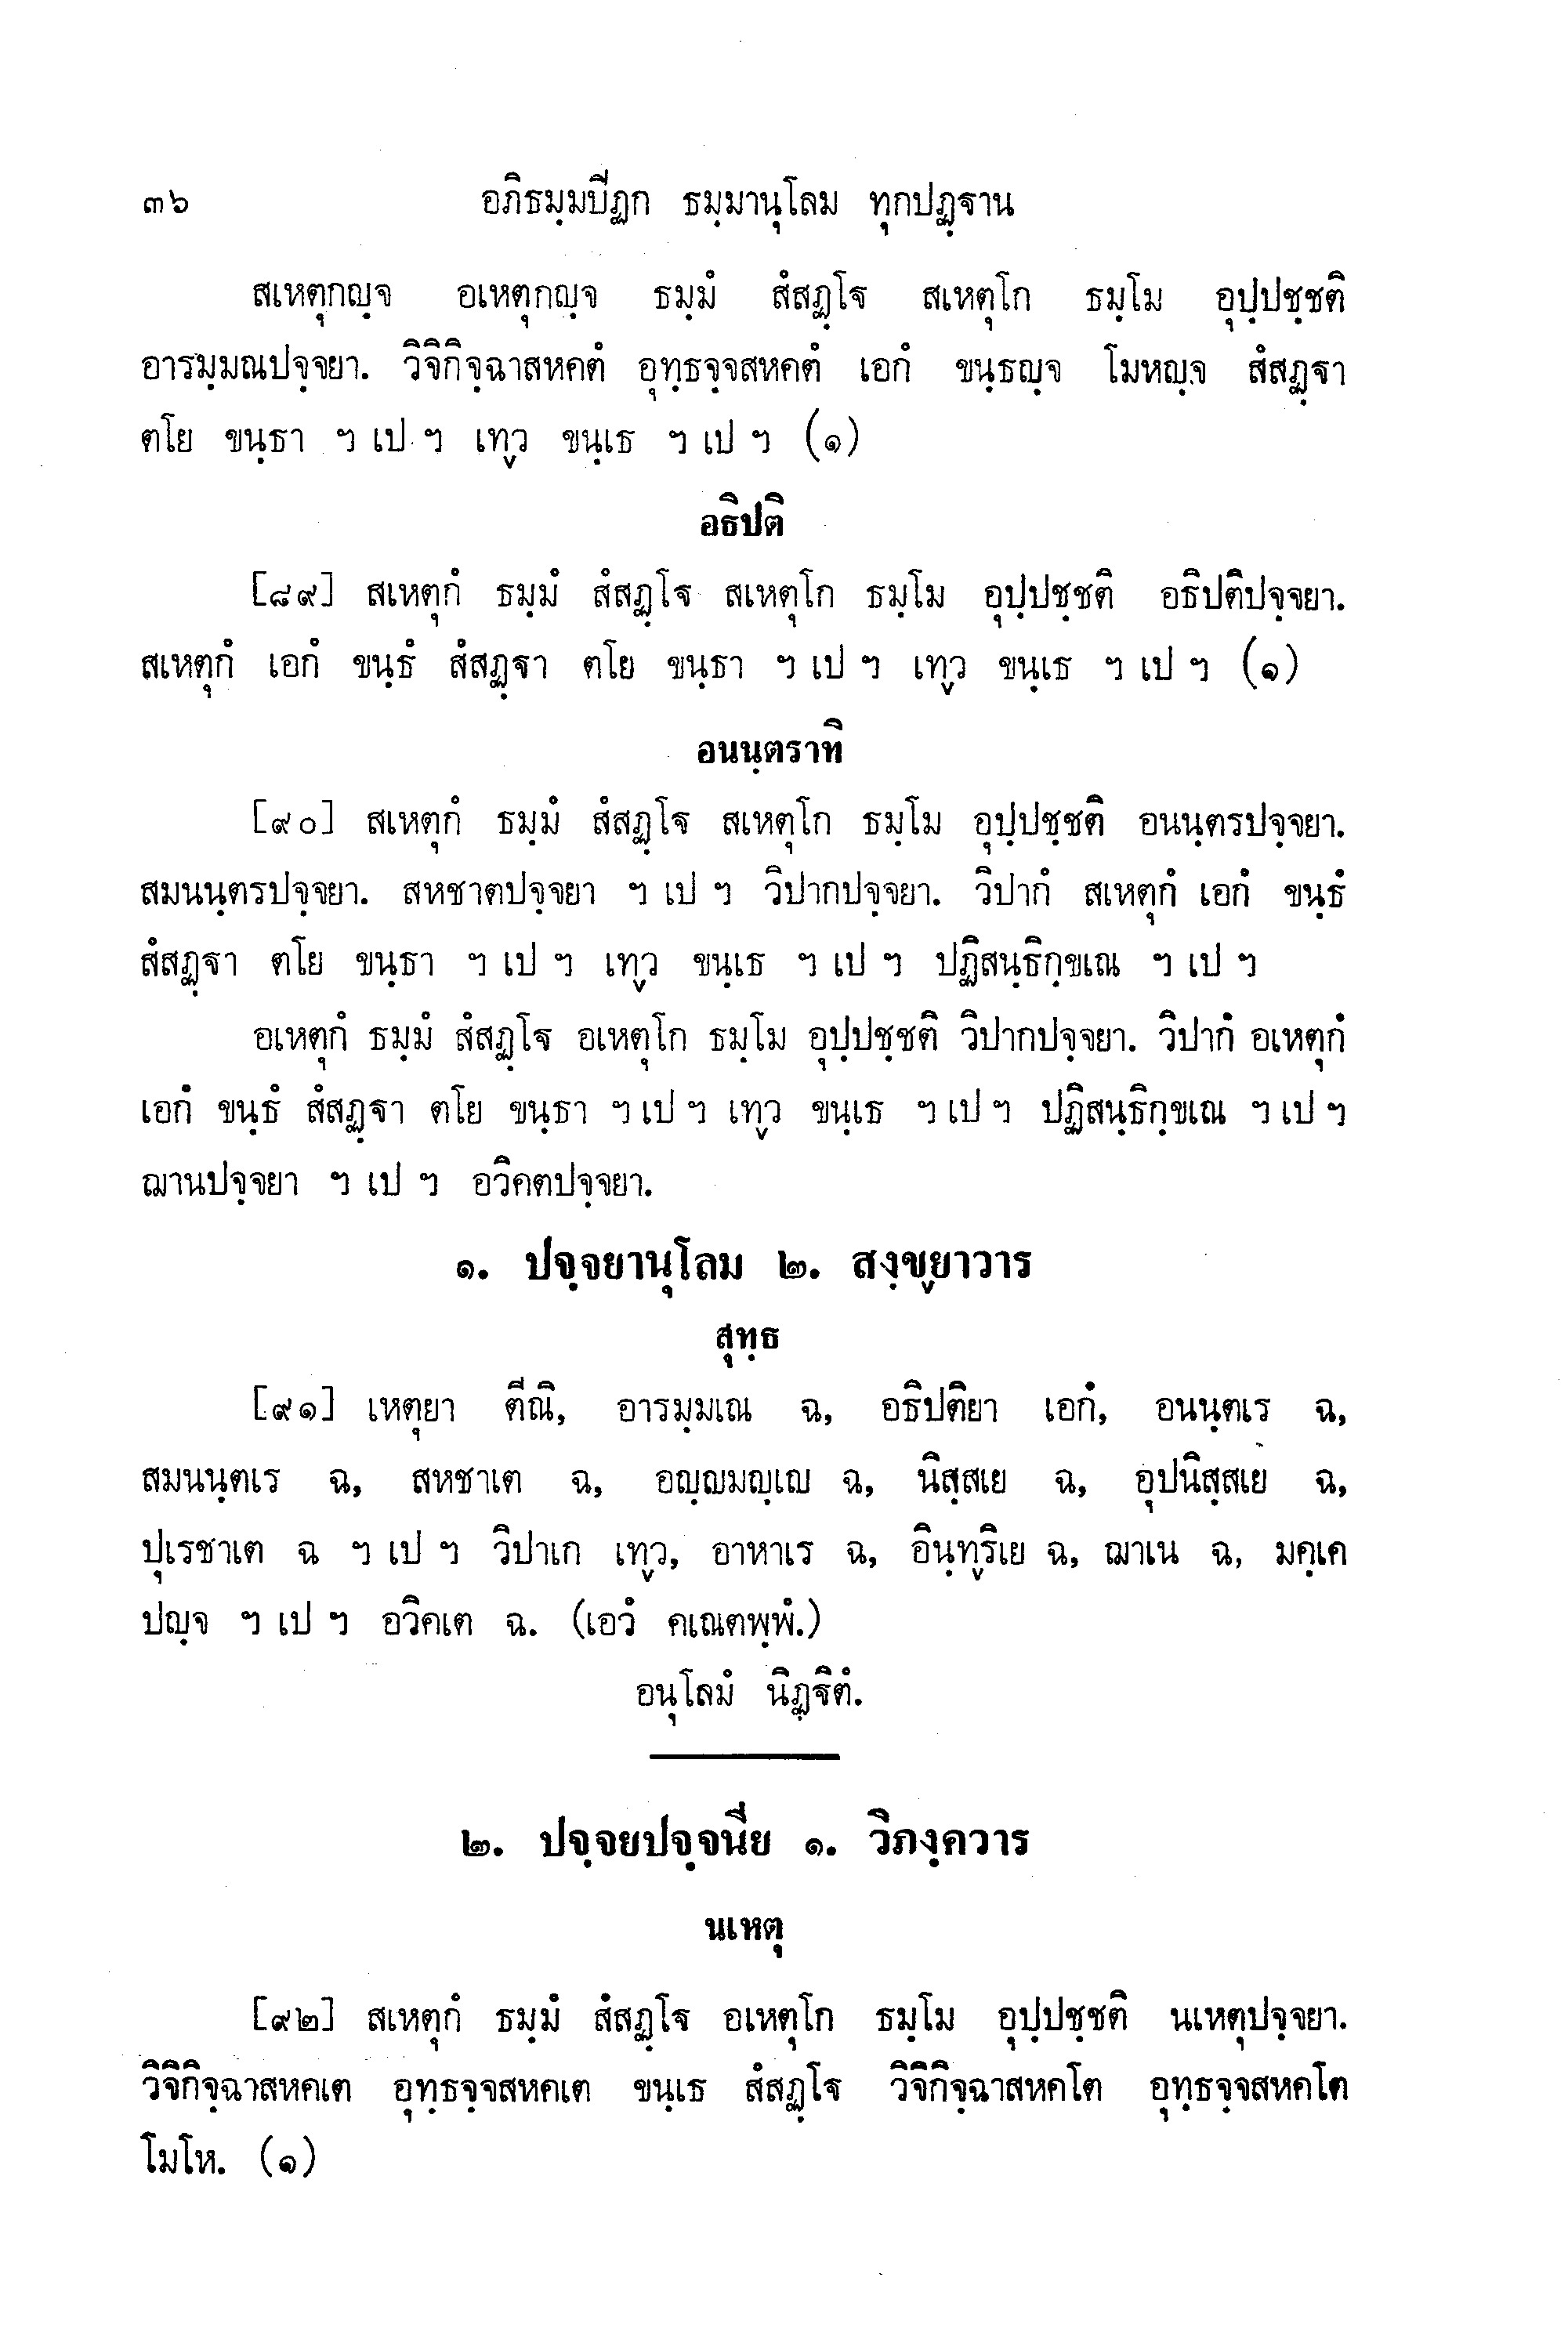 ๓๖ อภิธมฺมปิฏก ธมฺมานุโลม ทุกปฏฺฐาน
สเหตุกญฺจ อเหตุกญฺจ ธมฺมํ สํสฏฺโฐ สเหตุโก ธมฺโม อุปฺปชฺชติ
อารมฺมณปจฺจยา. วิจิกิจฺฉาสหคตํ อุทฺธจฺจสหคตํ เอกํ ขนฺธญฺจ โมหญฺจ สํสฏฺฐา
ตโย ขนฺธา ฯ เป ฯ เทฺว ขนฺเธ ฯ เป ฯ (๑)
อธิปติ
[๘๙] สเหตุกํ ธมฺมํ สํสฏฺโฐ สเหตุโก ธมฺโม อุปฺปชฺชติ อธิปติปจฺจยา.
สเหตุกํ เอกํ ขนฺธํ สํสฏฺฐา ตโย ขนฺธา ฯ เป ฯ เทฺว ขนฺเธ ฯ เป ฯ (๑)
อนนฺตราทิ
[๙๐] สเหตุกํ ธมฺมํ สํสฏฺโฐ สเหตุโก ธมฺโม อุปฺปชฺชติ อนนฺตรปจฺจยา.
สมนนฺตรปจฺจยา. สหชาตปจฺจยา ฯ เป ฯ วิปากปจฺจยา. วิปากํ สเหตุกํ เอกํ ขนฺธํ
สํสฏฺฐา ตโย ขนฺธา ฯ เป ฯ เทฺว ขนฺเธ ฯ เป ฯ ปฏิสนฺธิกฺขเณ ฯ เป ฯ
อเหตุกํ ธมฺมํ สํสฏฺโฐ อเหตุโก ธมฺโม อุปฺปชฺชติ วิปากปจฺจยา. วิปากํ อเหตุกํ
เอกํ ขนฺธํ สํสฏฺฐา ตโย ขนฺธา ฯ เป ฯ เทฺว ขนฺเธ ฯ เป ฯ ปฏิสนฺธิกฺขเณ ฯ เป ฯ
ฌานปจฺจยา ฯ เป ฯ อวิคตปจฺจยา.
๑. ปจฺจยานุโลม ๒. สงฺขฺยาวาร
สุทฺธ
[๙๑] เหตุยา ตีณิ, อารมฺมเณ ฉ, อธิปติยา เอกํ, อนนฺตเร ฉ,
สมนนฺตเร ฉ, สหชาเต ฉ, อญฺญมญฺเญ ฉ, นิสฺสเย ฉ, อุปนิสฺสเย ฉ,
ปุเรชาเต ฉ ฯ เป ฯ วิปาเก เทฺว, อาหาเร ฉ, อินฺทฺริเย ฉ, ฌาเน ฉ, มคฺเค
ปญฺจ ฯ เป ฯ อวิคเต ฉ. (เอวํ คเณตพฺพํ.)
อนุโลมํ นิฏฺฐิตํ.
๒. ปจฺจยปจฺจนีย ๑. วิภงฺควาร
นเหตุ
[๙๒] สเหตุกํ ธมฺมํ สํสฏฺโฐ อเหตุโก ธมฺโม อุปฺปชฺชติ นเหตุปจฺจยา.
วิจิกิจฺฉาสหคเต อุทฺธจฺจสหคเต ขนฺเธ สํสฏฺโฐ วิจิกิจฺฉาสหคโต อุทฺธจฺจสหคโต
โมโห. (๑)